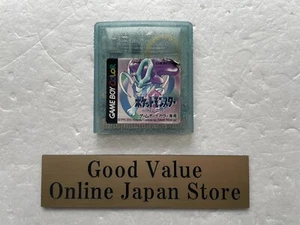 GAME BOY COLOR
ポケットモンスター
Good Value
Online Japan Store